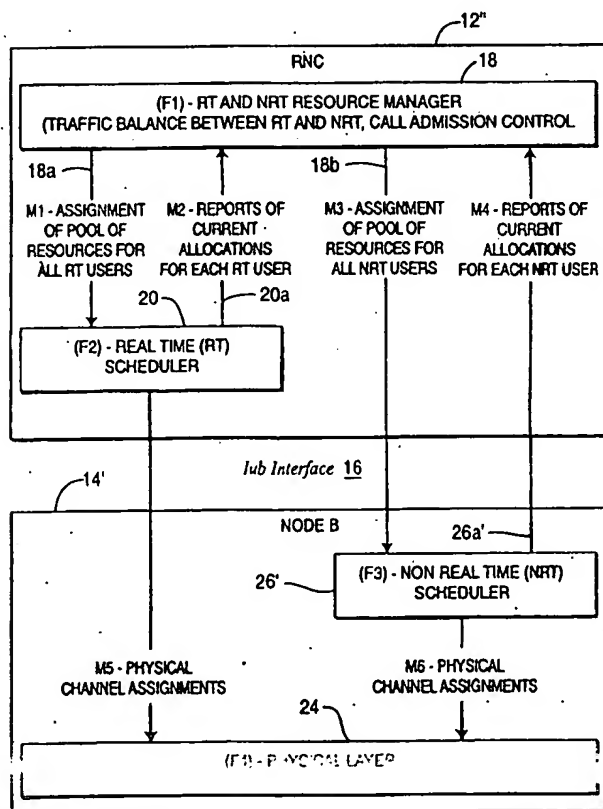 12"
RNC
18
(F1) - RT AND NRT RESOURCE MANAGER
(TRAFFIC BALANCE BETWEEN RT AND NRT, CALL ADMISSION CONTROL
18a
18b
M1 - ASSIGNMENT
OF POOL OF
RESOURCES FOR
ALL RT USERS
M2 - REPORTS OF
CURRENT
ALLOCATIONS
FOR EACH RT USER
M3 - ASSIGNMENT
OF POOL OF
RESOURCES FOR
ALL NRT USERS
M4 - REPORTS OF
CURRENT
ALLOCATIONS
FOR EACH NRT USER
20
20a
(F2) - REAL TIME (RT)
SCHEDULER
Iub Interface 16
14'
NODE B
26a'
26'
(F3) - NON REAL TIME (NRT)
SCHEDULER
M5 - PHYSICAL
CHANNEL ASSIGNMENTS
M6 - PHYSICAL
CHANNEL ASSIGNMENTS
24
- PHYSICAL LAYER